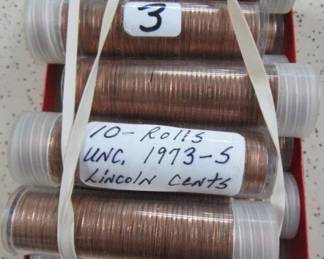 3
10-Rolls
UNC. 1973-S
Lincoln Cents